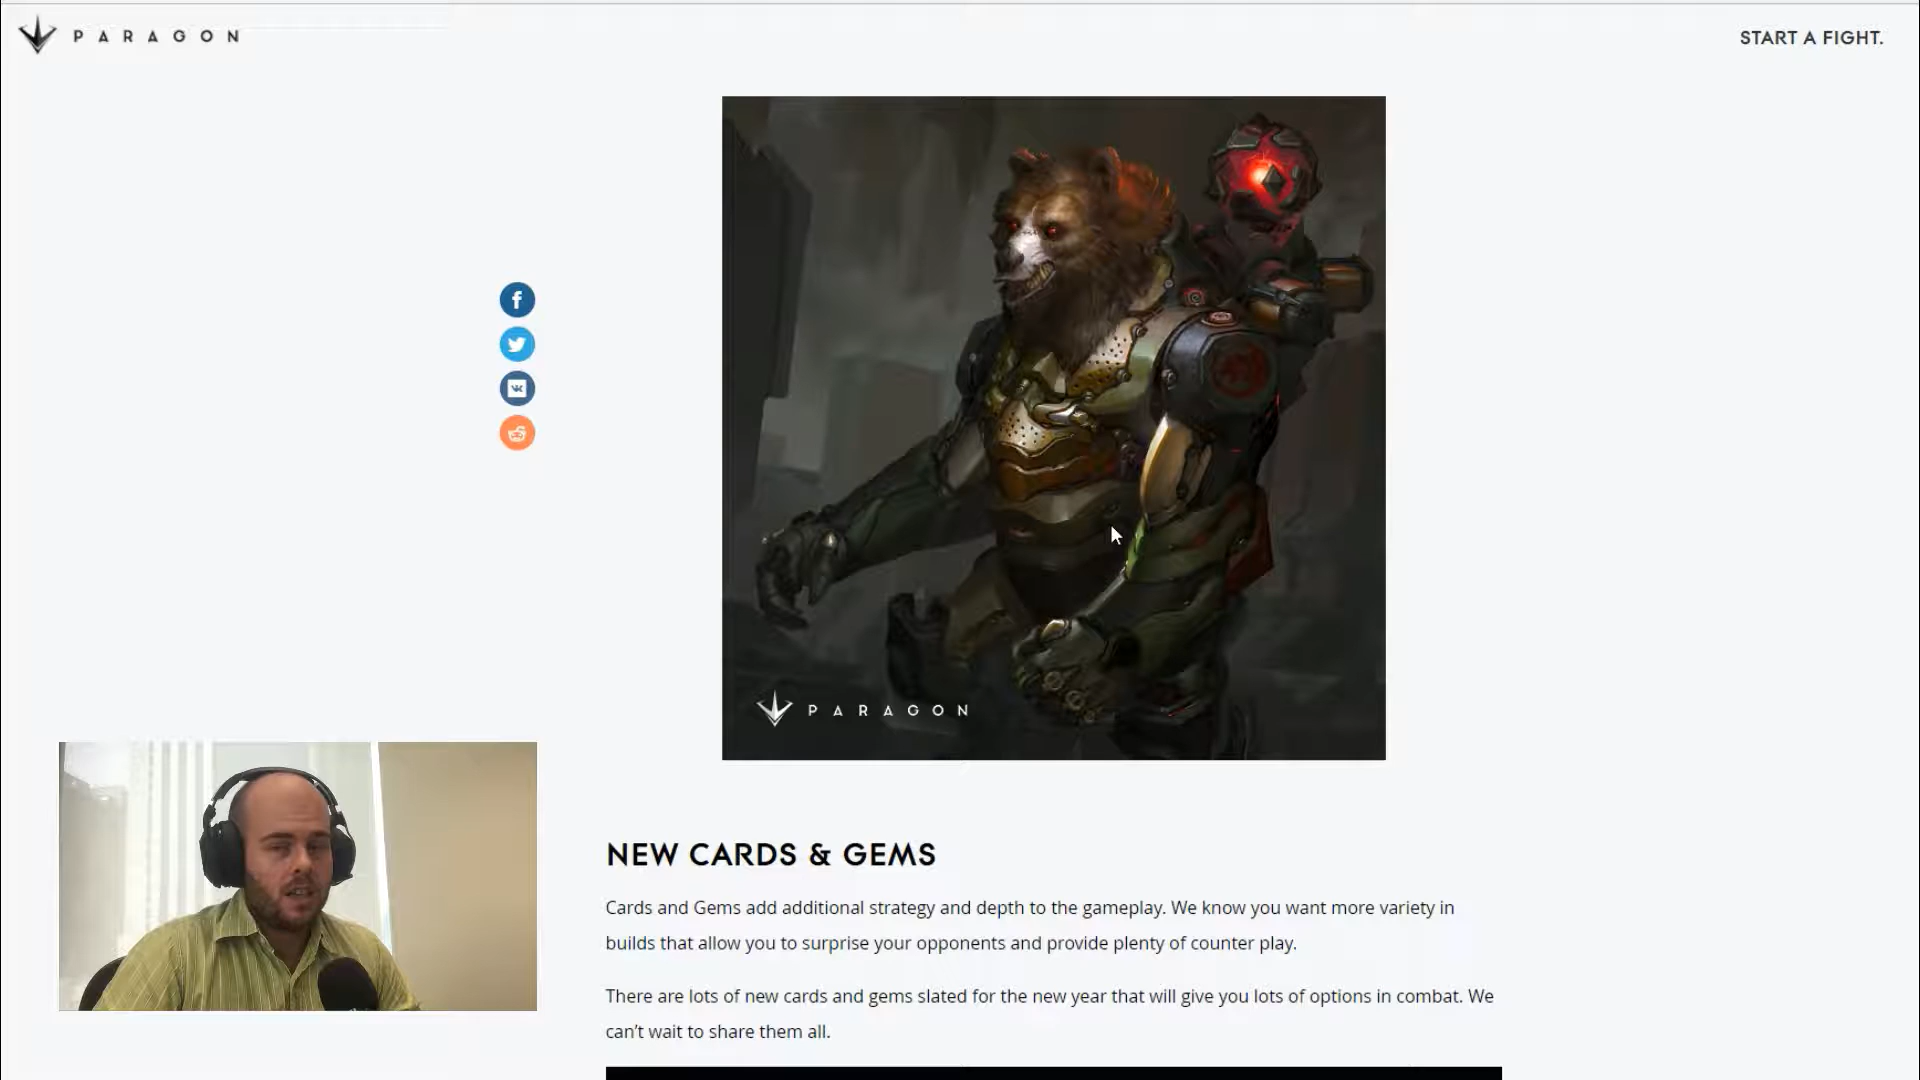 PARAGON
START A FIGHT.
PARAGON
NEW CARDS & GEMS
Cards and Gems add additional strategy and depth to the gameplay. We know you want more variety in
builds that allow you to surprise your opponents and provide plenty of counter play.
There are lots of new cards and gems slated for the new year that will give you lots of options in combat. We
can’t wait to share them all.